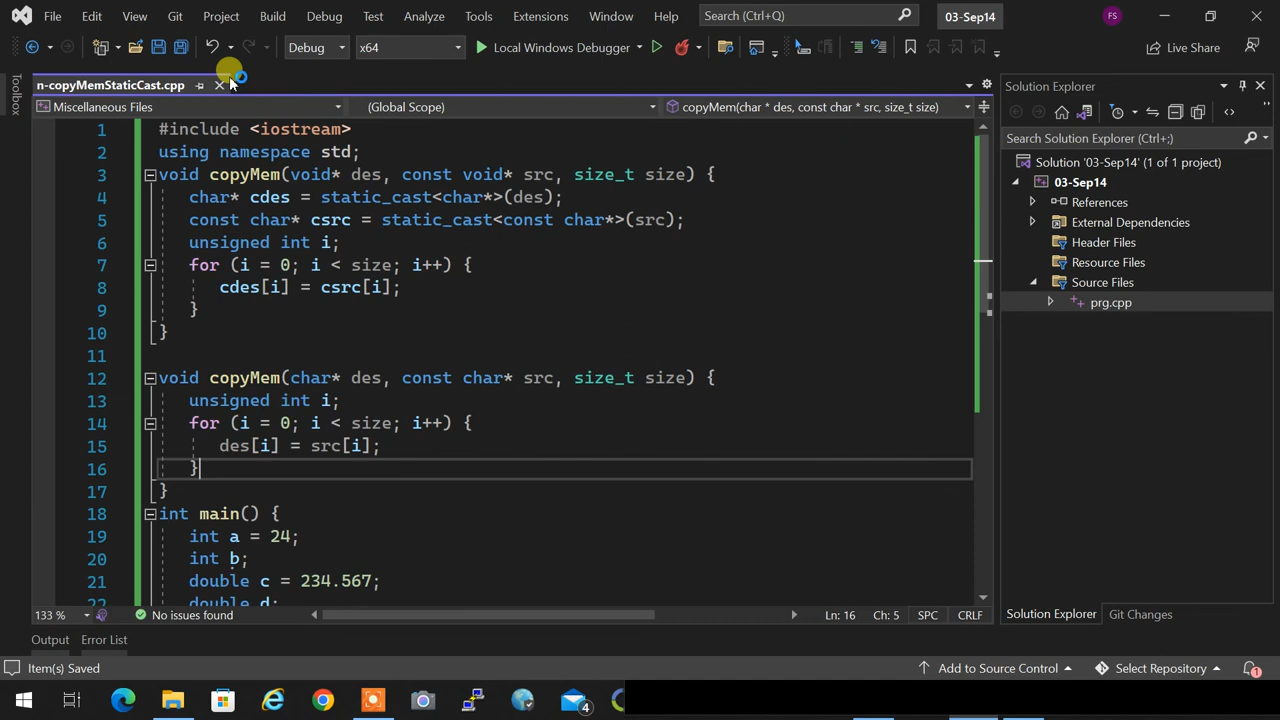 File Edit View Git Project Build Debug Test Analyze Tools Extensions Window Help Search (Ctrl+Q) 03-Sep14 FS
Debug x64 Local Windows Debugger Live Share
Toolbox
n-copyMemStaticCast.cpp
Miscellaneous Files (Global Scope) copyMem(char * des, const char * src, size_t size)
1 #include <iostream>
2 using namespace std;
3 void copyMem(void* des, const void* src, size_t size) {
4 char* cdes = static_cast<char*>(des);
5 const char* csrc = static_cast<const char*>(src);
6 unsigned int i;
7 for (i = 0; i < size; i++) {
8 cdes[i] = csrc[i];
9 }
10 }
11
12 void copyMem(char* des, const char* src, size_t size) {
13 unsigned int i;
14 for (i = 0; i < size; i++) {
15 des[i] = src[i];
16 }
17 }
18 int main() {
19 int a = 24;
20 int b;
21 double c = 234.567;
22 double d;
133 % No issues found Ln: 16 Ch: 5 SPC CRLF
Solution Explorer
Search Solution Explorer (Ctrl+;)
Solution '03-Sep14' (1 of 1 project)
03-Sep14
References
External Dependencies
Header Files
Resource Files
Source Files
prg.cpp
Solution Explorer Git Changes
Output Error List
Item(s) Saved Add to Source Control Select Repository 1
4